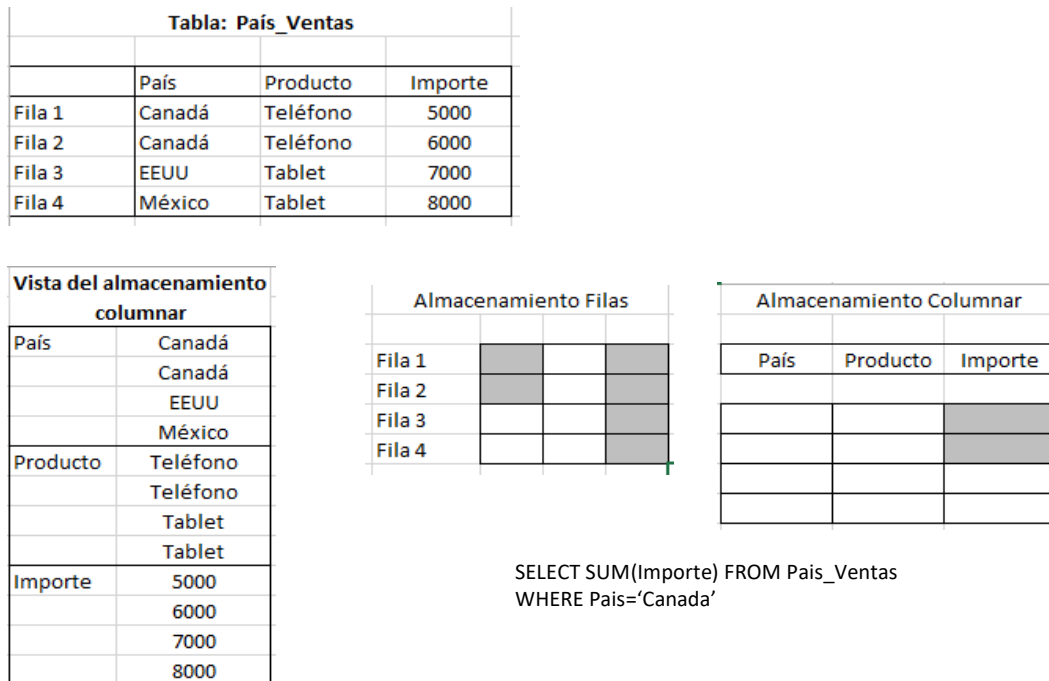 Tabla: País_Ventas
País Producto Importe
Fila 1 Canadá Teléfono 5000
Fila 2 Canadá Teléfono 6000
Fila 3 EEUU Tablet 7000
Fila 4 México Tablet 8000
Vista del almacenamiento
columnar
País Canadá
Canadá
EEUU
México
Producto Teléfono
Teléfono
Tablet
Tablet
Importe 5000
6000
7000
8000
Almacenamiento Filas
Fila 1
Fila 2
Fila 3
Fila 4
Almacenamiento Columnar
País Producto Importe
SELECT SUM(Importe) FROM Pais_Ventas
WHERE Pais=‘Canada’